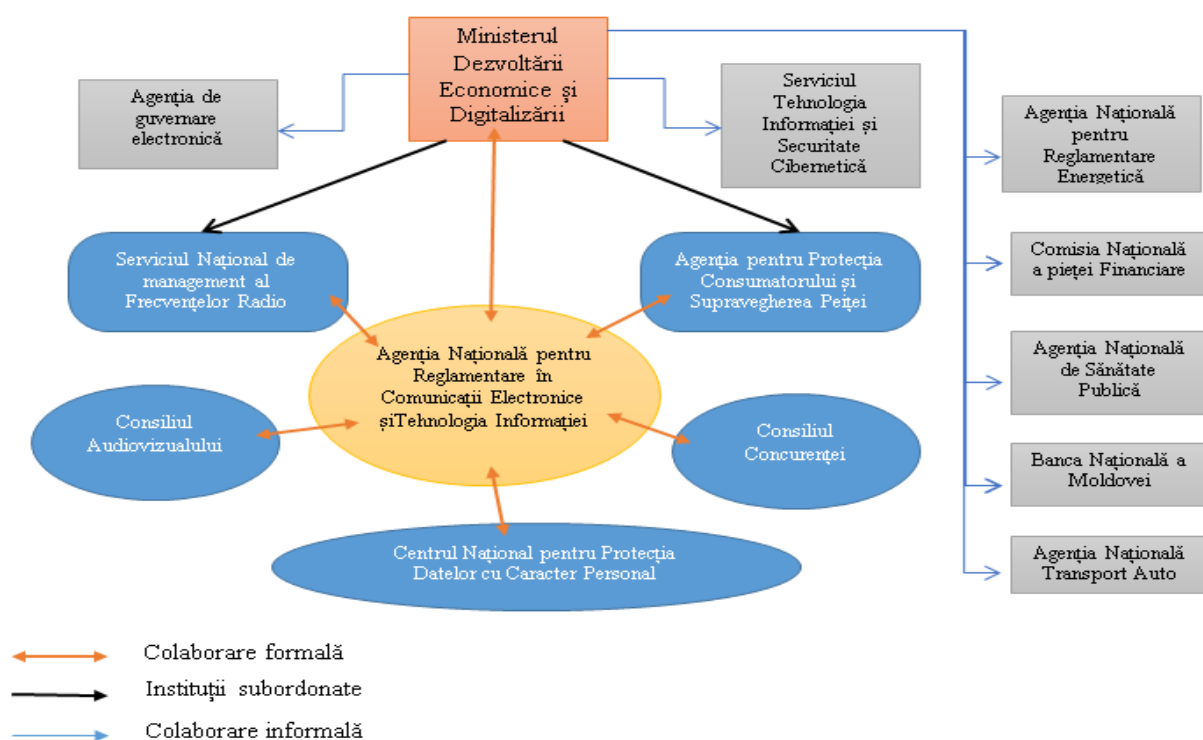 Ministerul
Dezvoltării
Economice și
Digitalizării
Agenția de
guvernare
electronică
Serviciul
Tehnologia
Informației și
Securitate
Cibernetică
Agenția Națională
pentru
Reglementare
Energetică
Serviciul Național de
management al
Frecvențelor Radio
Agenția pentru Protecția
Consumatorului și
Supravegherea Peiței
Comisia Națională
a pieței Financiare
Agenția Națională pentru
Reglementare în
Comunicații Electronice
șiTehnologia Informației
Agenția Națională
de Sănătate
Publică
Consiliul
Audiovizualului
Consiliul
Concurenței
Banca Națională a
Moldovei
Centrul Național pentru Protecția
Datelor cu Caracter Personal
Agenția Națională
Transport Auto
Colaborare formală
Instituții subordonate
Colaborare informală